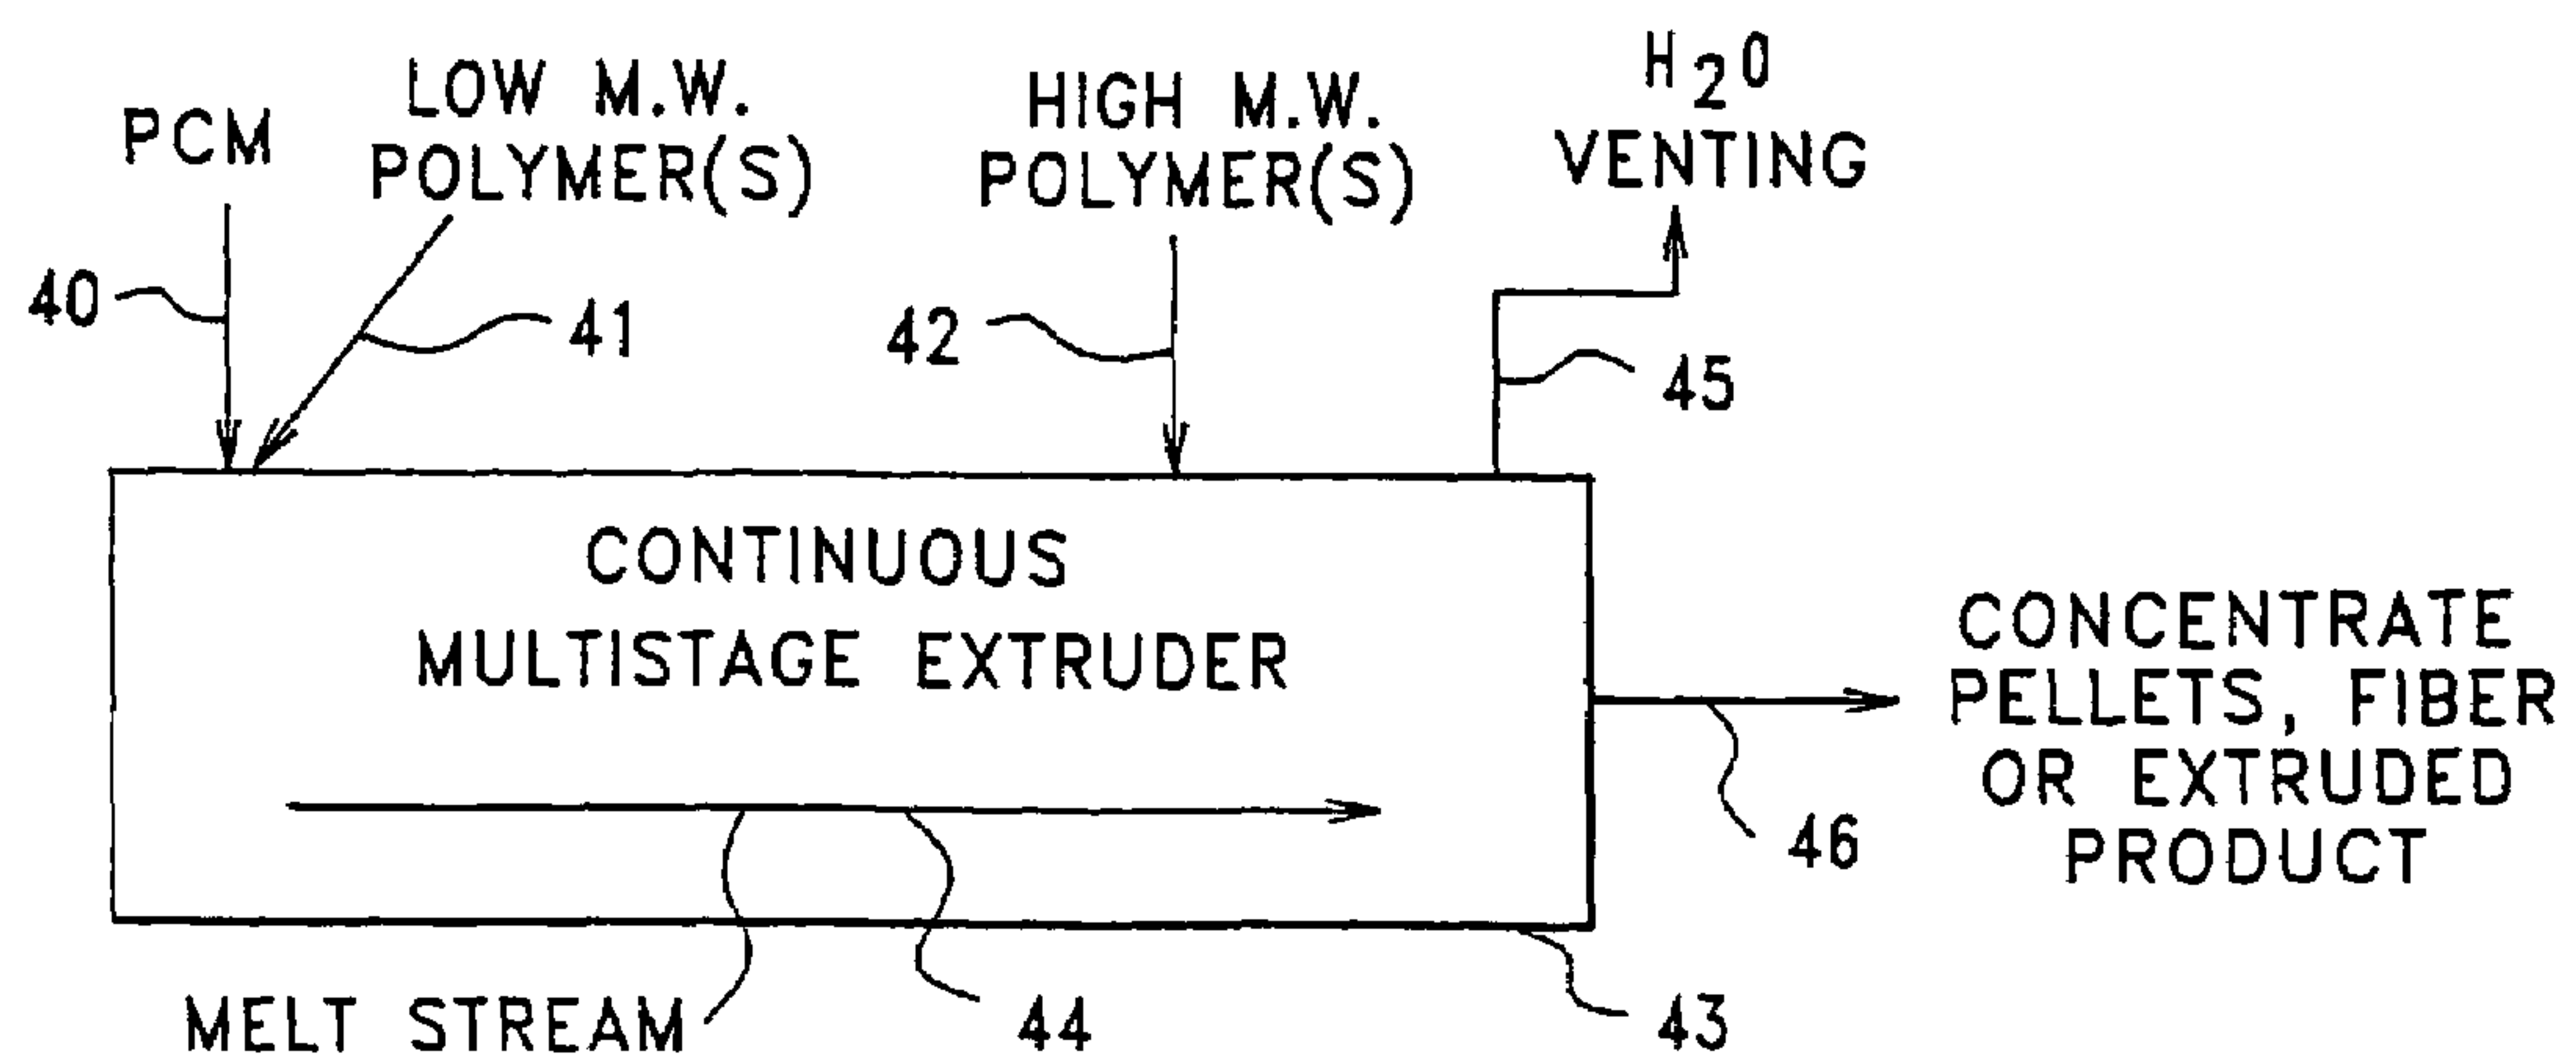 PCM
LOW M.W.
POLYMER(S)
HIGH M.W.
POLYMER(S)
H2O
VENTING
40
41
42
45
CONTINUOUS
MULTISTAGE EXTRUDER
CONCENTRATE
PELLETS, FIBER
OR EXTRUDED
PRODUCT
46
MELT STREAM
44
43